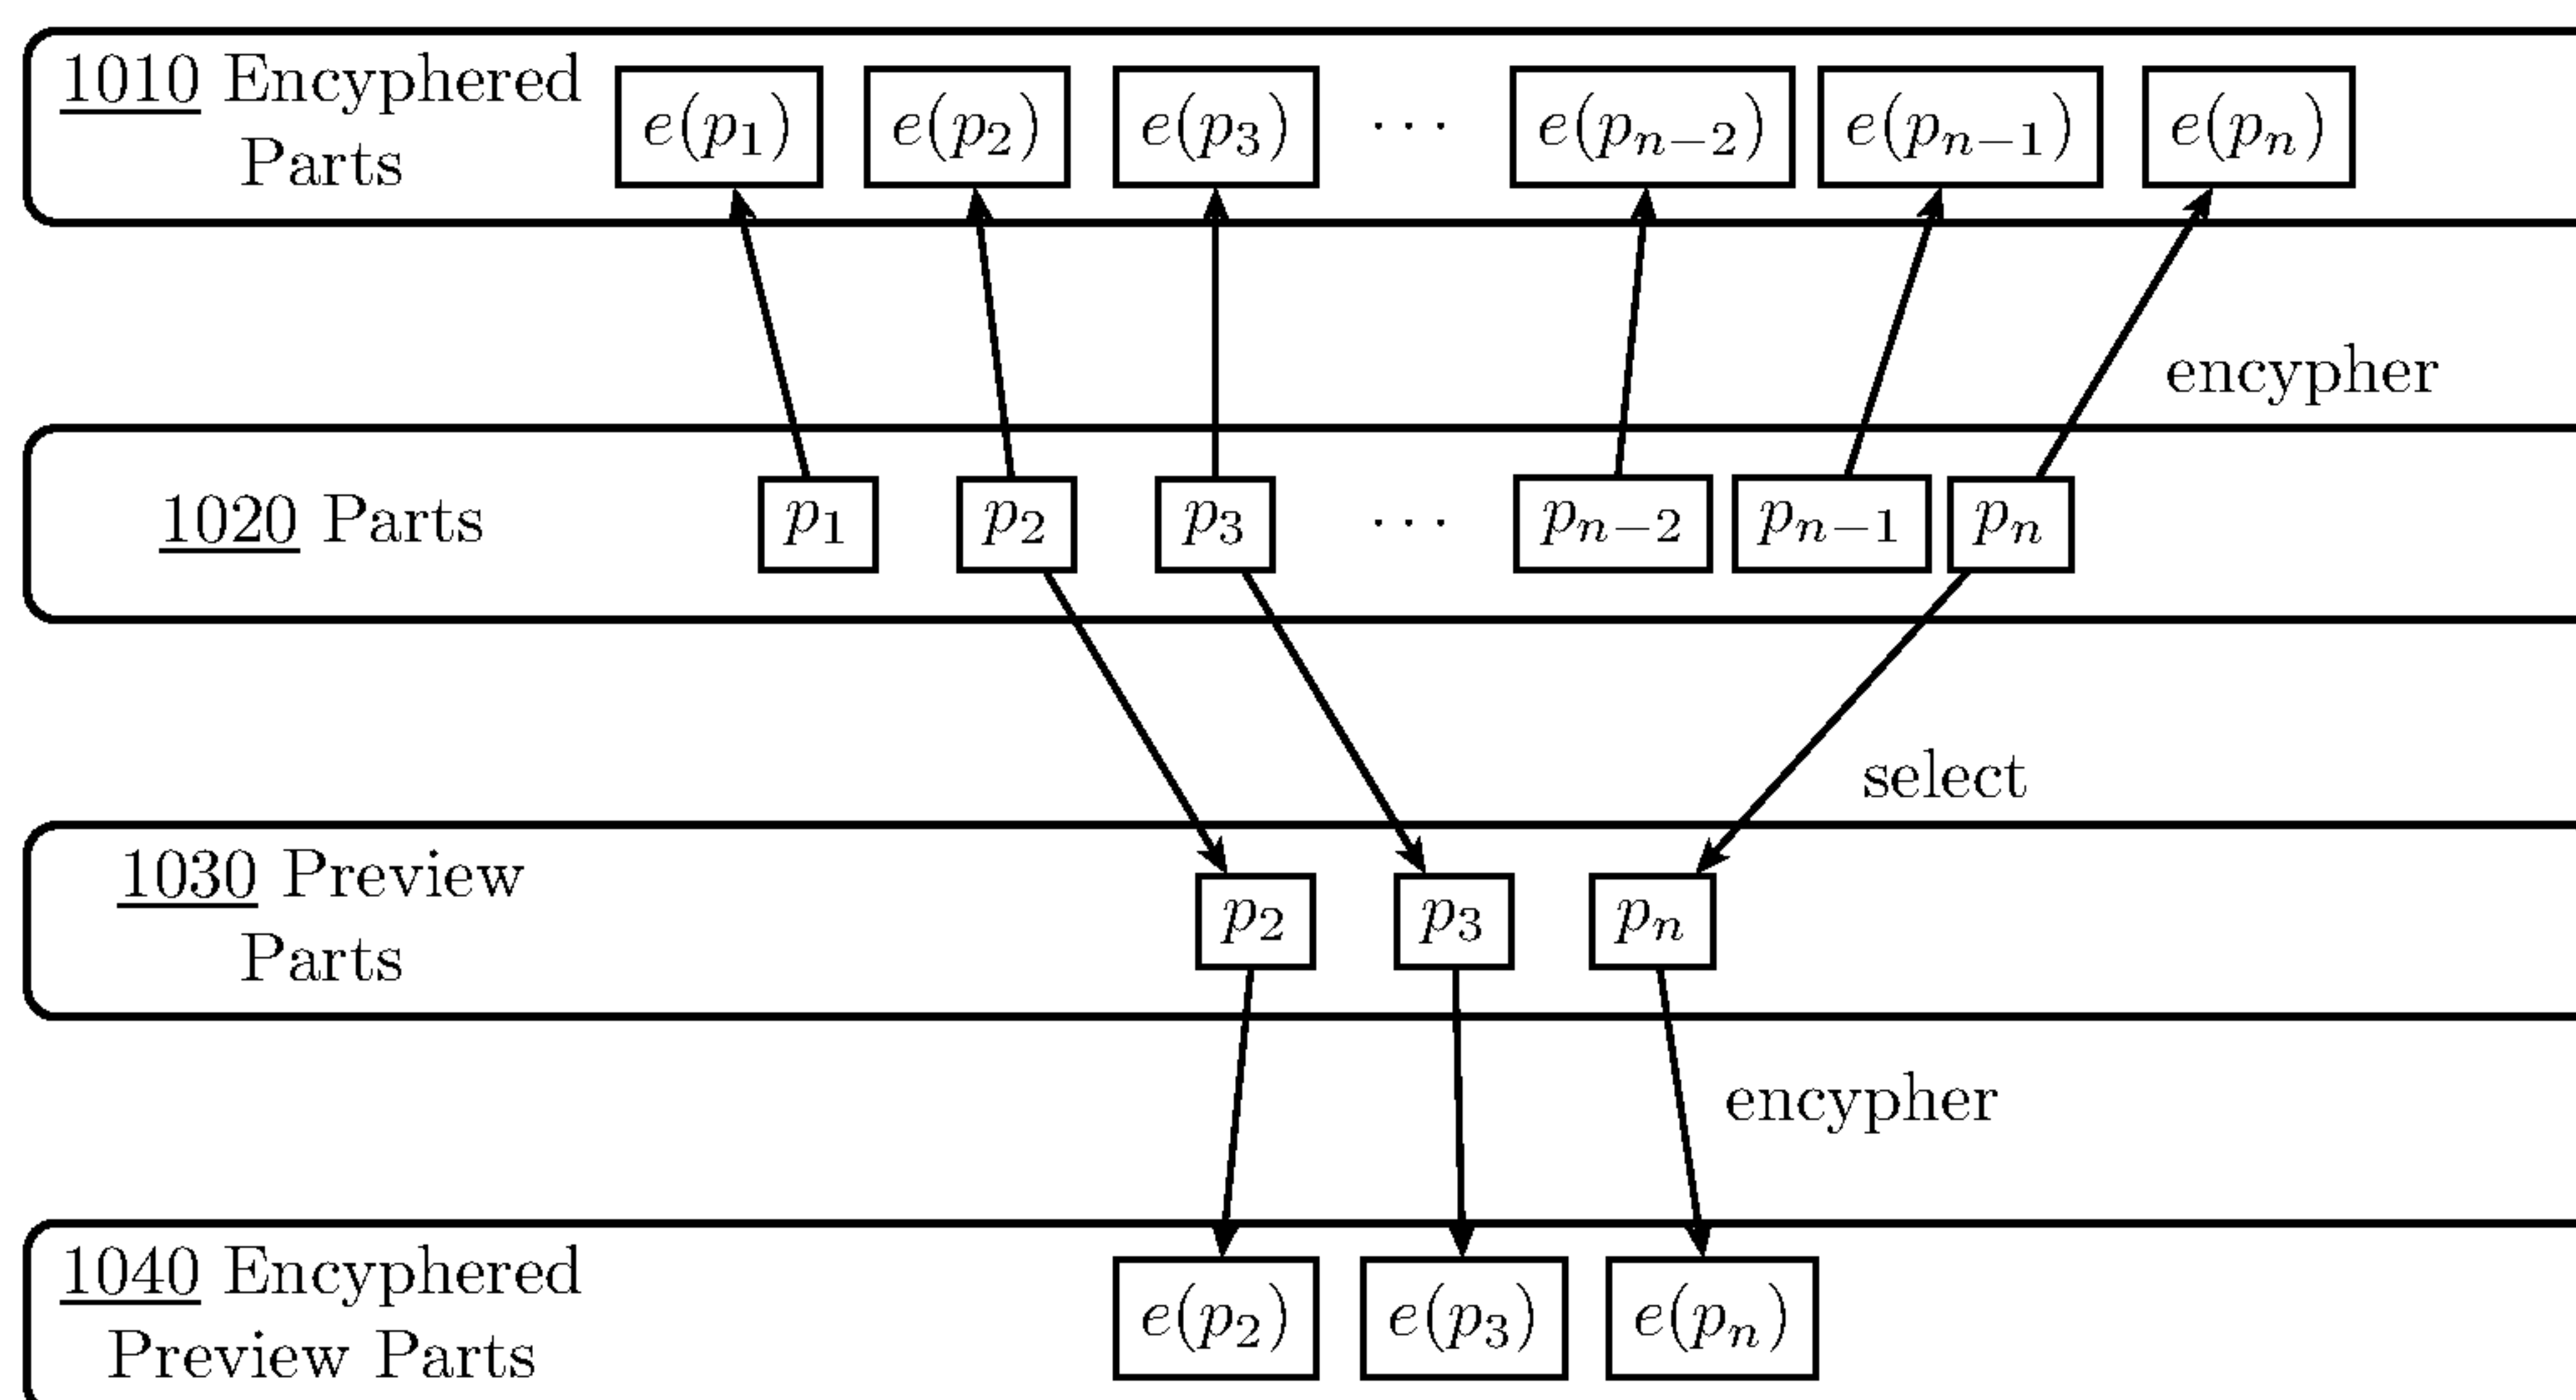 1010 Encyphered
Parts
e(p₁) e(p₂) e(p₃) ··· e(pₙ₋₂) e(pₙ₋₁) e(pₙ)
encypher
1020 Parts
p₁ p₂ p₃ ··· pₙ₋₂ pₙ₋₁ pₙ
select
1030 Preview
Parts
p₂ p₃ pₙ
encypher
1040 Encyphered
Preview Parts
e(p₂) e(p₃) e(pₙ)